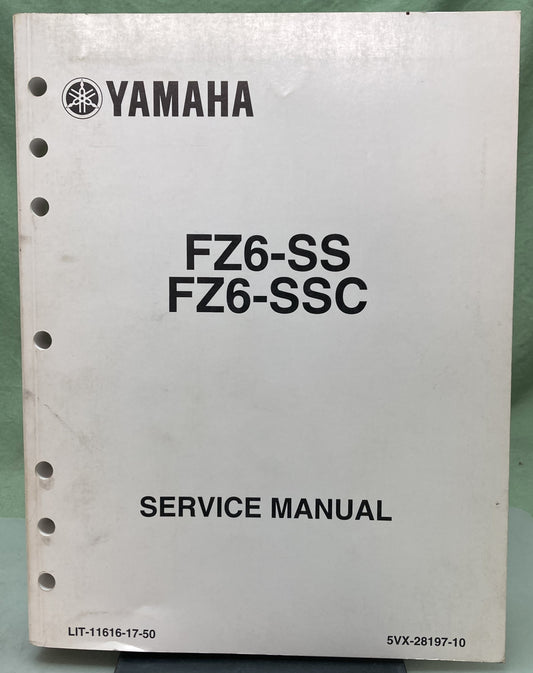 YAMAHA
FZ6-SS
FZ6-SSC
SERVICE MANUAL
LIT-11616-17-50
5VX-28197-10